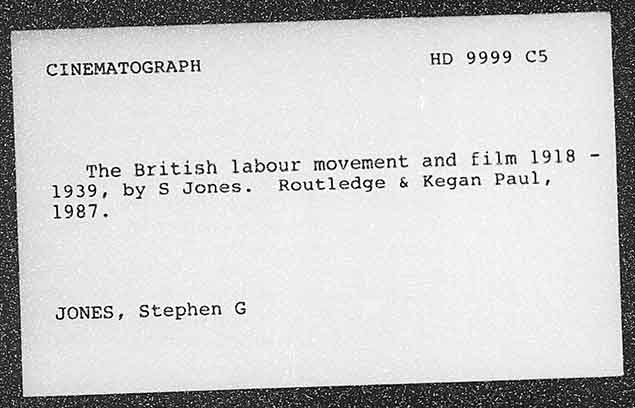 CINEMATOGRAPH HD 9999 C5
The British labour movement and film 1918 -
1939, by S Jones. Routledge & Kegan Paul,
1987.
JONES, Stephen G